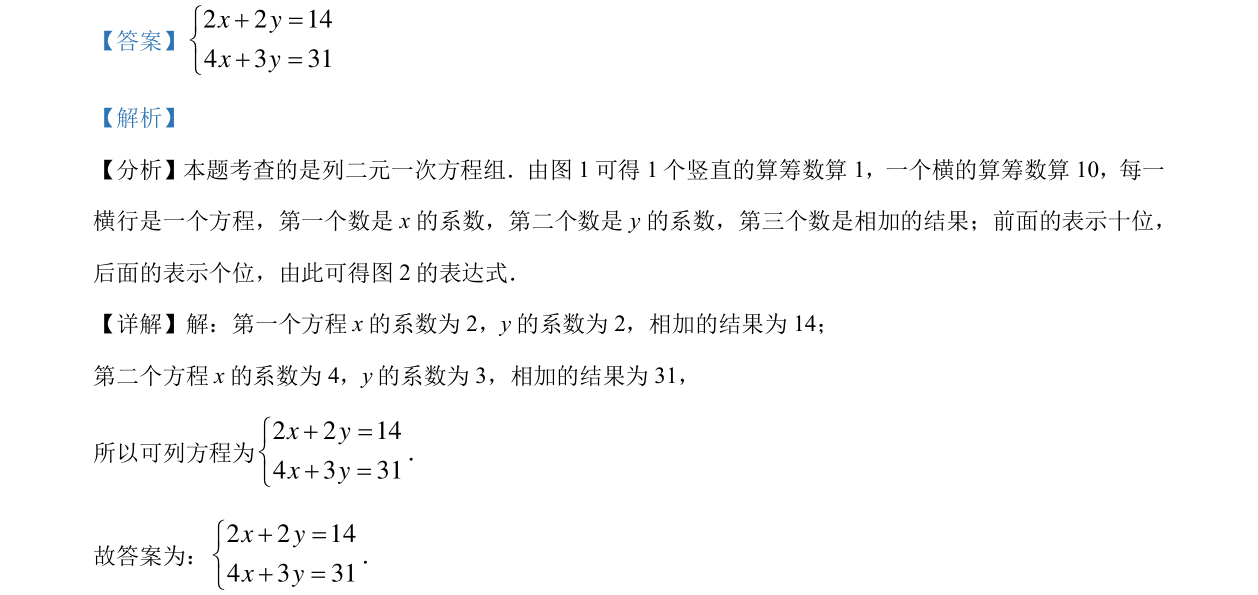 【答案】{2x+2y=14
4x+3y=31
【解析】
【分析】本题考查的是列二元一次方程组．由图 1 可得 1 个竖直的算筹数算 1，一个横的算筹数算 10，每一
横行是一个方程，第一个数是 x 的系数，第二个数是 y 的系数，第三个数是相加的结果；前面的表示十位，
后面的表示个位，由此可得图 2 的表达式．
【详解】解：第一个方程 x 的系数为 2，y 的系数为 2，相加的结果为 14；
第二个方程 x 的系数为 4，y 的系数为 3，相加的结果为 31，
所以可列方程为{2x+2y=14
4x+3y=31．
故答案为：{2x+2y=14
4x+3y=31．